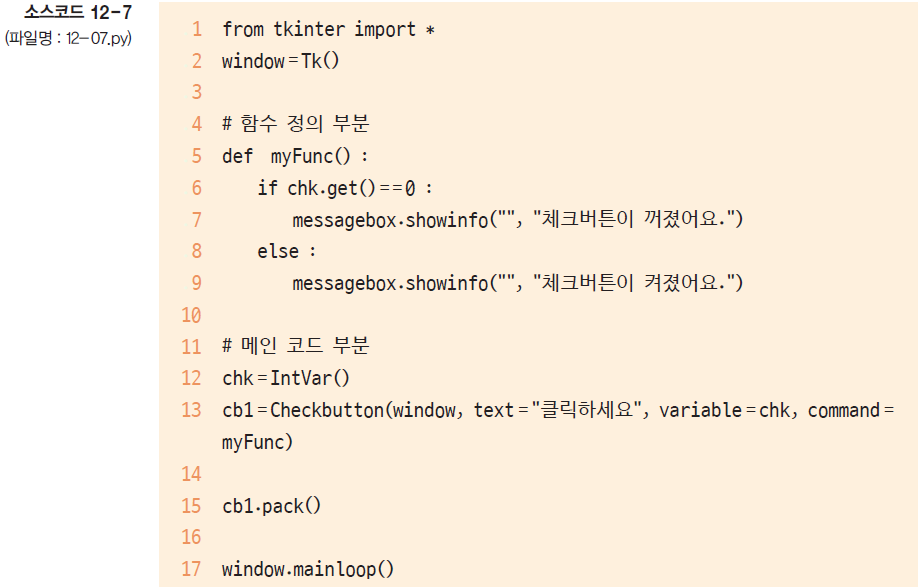 소스코드 12-7
(파일명 : 12-07.py)
1 from tkinter import *
2 window=Tk()
3
4 # 함수 정의 부분
5 def myFunc() :
6     if chk.get()==0 :
7         messagebox.showinfo("", "체크버튼이 꺼졌어요.")
8     else :
9         messagebox.showinfo("", "체크버튼이 켜졌어요.")
10
11 # 메인 코드 부분
12 chk=IntVar()
13 cb1=Checkbutton(window, text="클릭하세요", variable=chk, command=
myFunc)
14
15 cb1.pack()
16
17 window.mainloop()